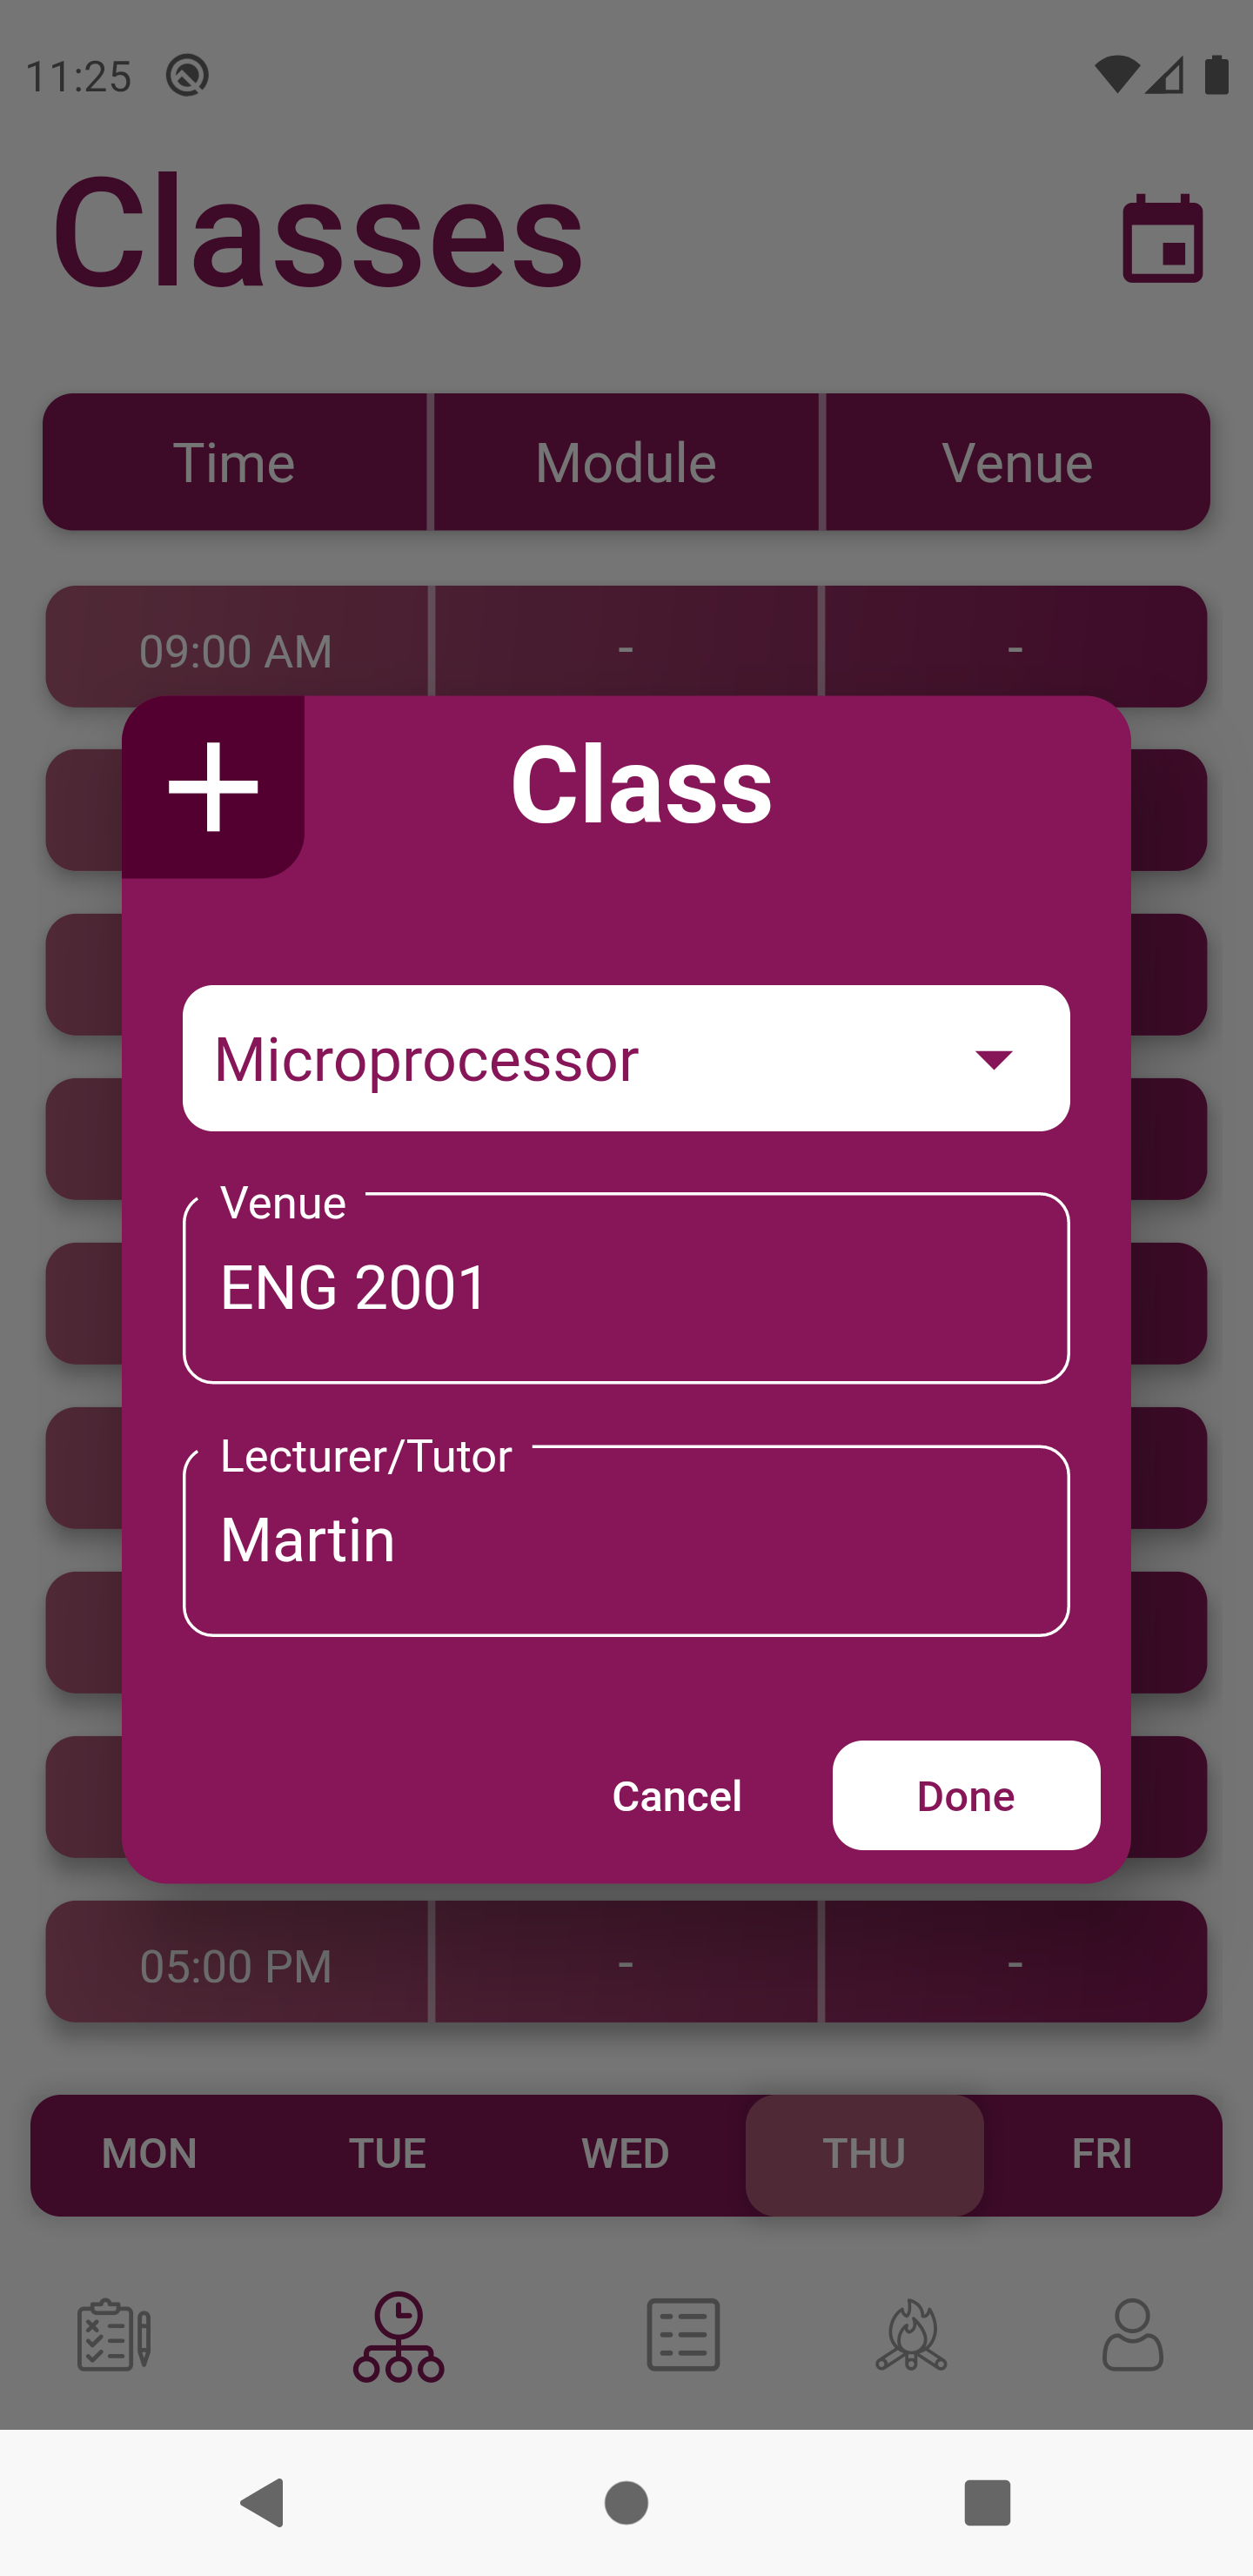 11:25
Classes
Time Module Venue
09:00 AM - -
Class
Microprocessor
Venue
ENG 2001
Lecturer/Tutor
Martin
Cancel Done
05:00 PM - -
MON TUE WED THU FRI